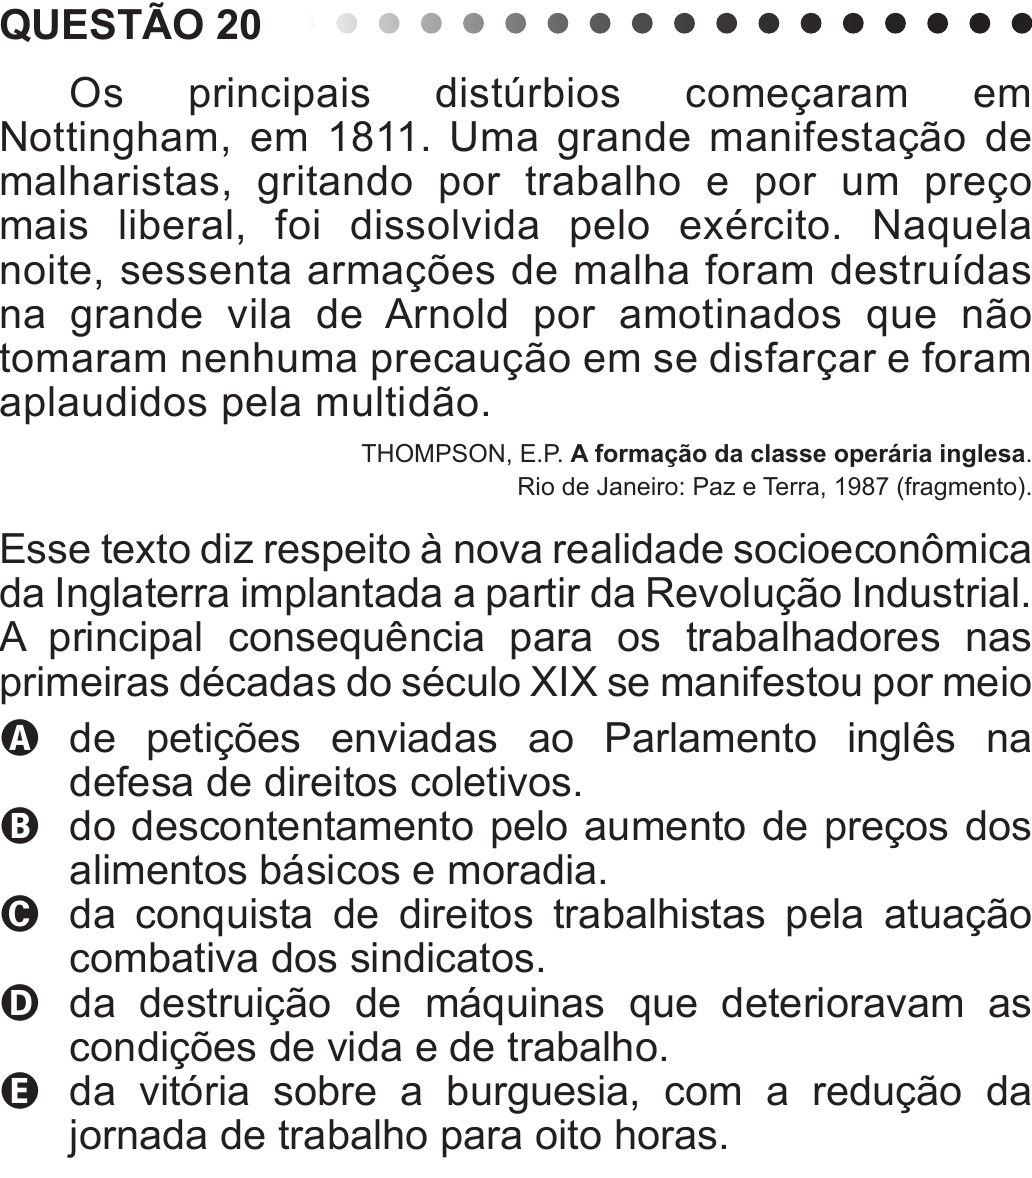 QUESTÃO 20
Os principais distúrbios começaram em
Nottingham, em 1811. Uma grande manifestação de
malharistas, gritando por trabalho e por um preço
mais liberal, foi dissolvida pelo exército. Naquela
noite, sessenta armações de malha foram destruídas
na grande vila de Arnold por amotinados que não
tomaram nenhuma precaução em se disfarçar e foram
aplaudidos pela multidão.
THOMPSON, E.P. A formação da classe operária inglesa.
Rio de Janeiro: Paz e Terra, 1987 (fragmento).
Esse texto diz respeito à nova realidade socioeconômica
da Inglaterra implantada a partir da Revolução Industrial.
A principal consequência para os trabalhadores nas
primeiras décadas do século XIX se manifestou por meio
A de petições enviadas ao Parlamento inglês na
defesa de direitos coletivos.
B do descontentamento pelo aumento de preços dos
alimentos básicos e moradia.
C da conquista de direitos trabalhistas pela atuação
combativa dos sindicatos.
D da destruição de máquinas que deterioravam as
condições de vida e de trabalho.
E da vitória sobre a burguesia, com a redução da
jornada de trabalho para oito horas.